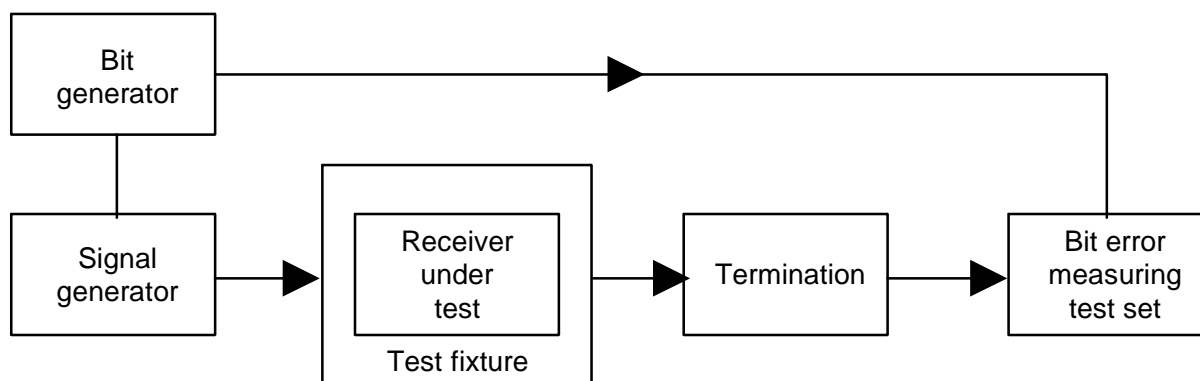 Bit
generator
Signal
generator
Receiver
under
test
Test fixture
Termination
Bit error
measuring
test set